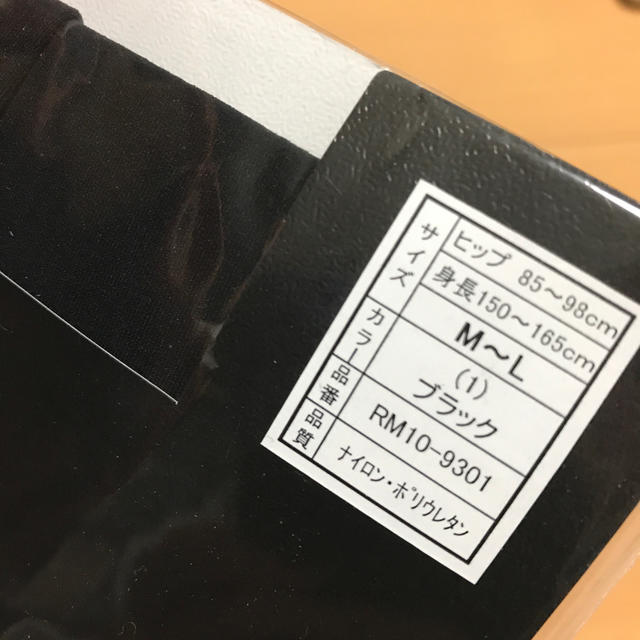 サイズ
ヒップ 85～98cm
身長150～165cm
M～L
カラー
(1)
ブラック
品番
RM10-9301
品質
ナイロン・ポリウレタン